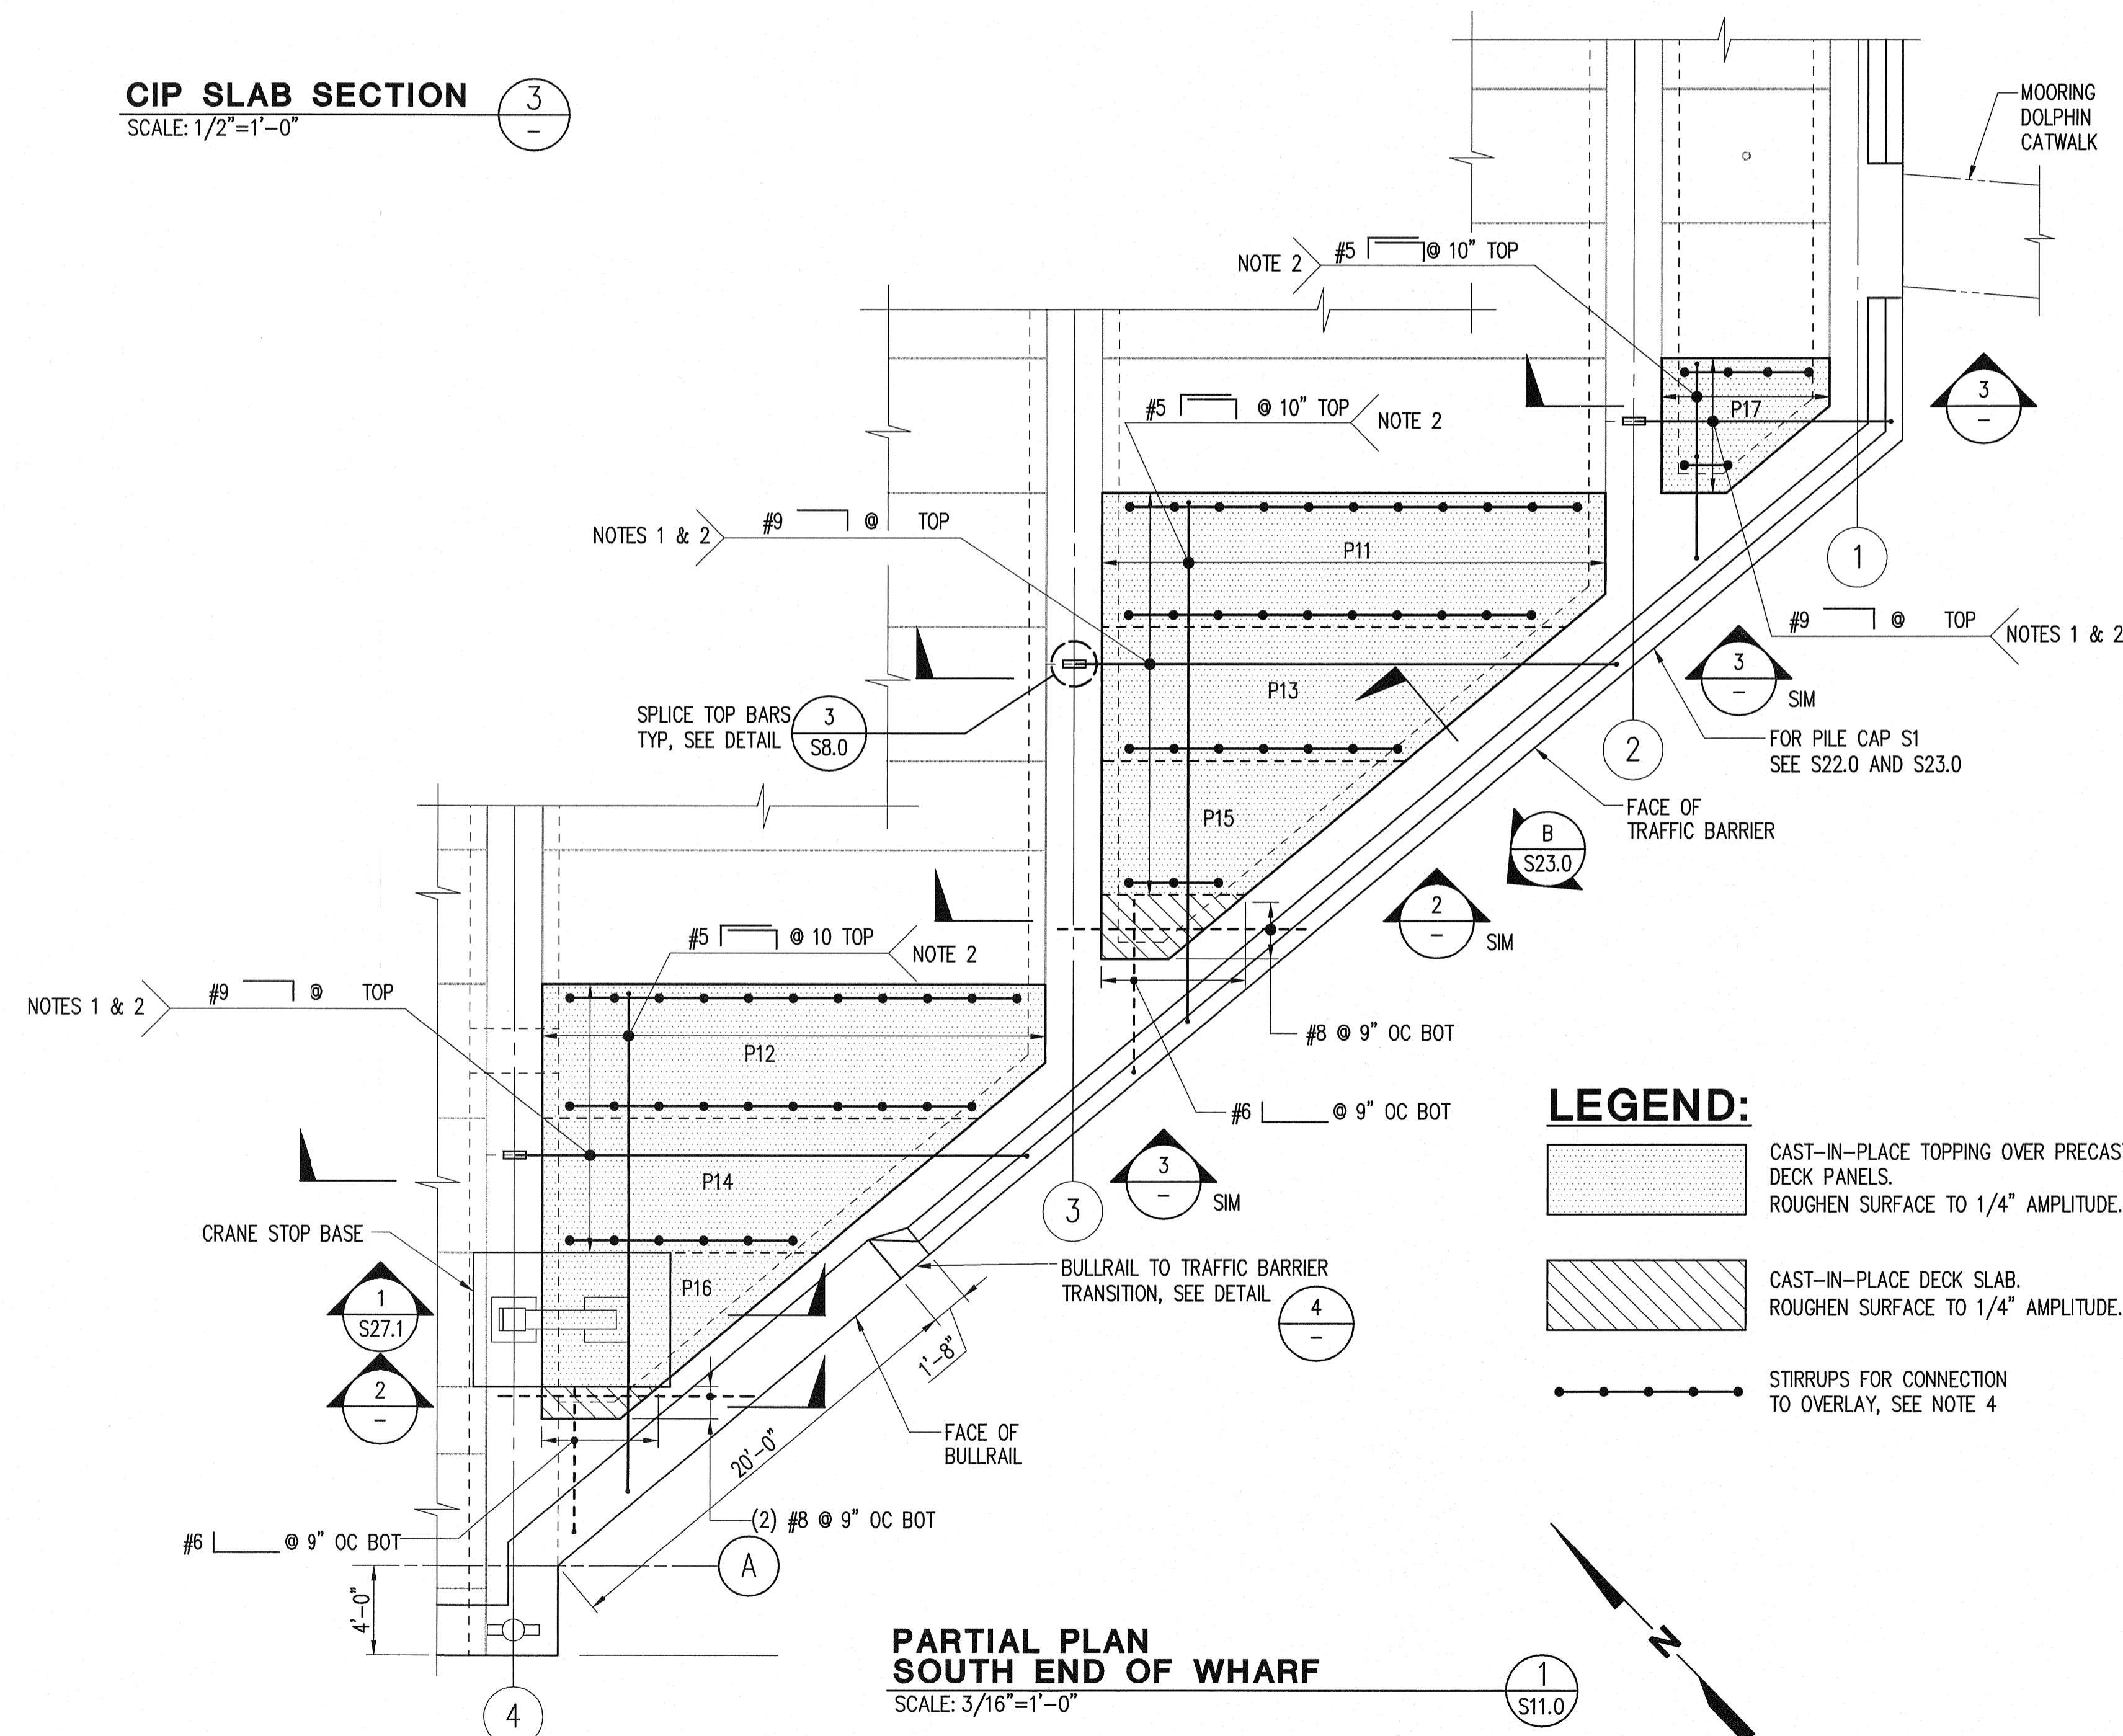 CIP SLAB SECTION
3
–
SCALE: 1/2"=1'-0"
MOORING
DOLPHIN
CATWALK
NOTE 2
#5 @ 10" TOP
#5 @ 10" TOP
NOTE 2
P17
3
–
NOTES 1 & 2
#9 @ TOP
P11
1
#9 @ TOP
NOTES 1 & 2
3
–
SIM
P13
SPLICE TOP BARS
TYP, SEE DETAIL
3
S8.0
2
FOR PILE CAP S1
SEE S22.0 AND S23.0
FACE OF
TRAFFIC BARRIER
P15
B
S23.0
2
–
SIM
#5 @ 10 TOP
NOTE 2
NOTES 1 & 2
#9 @ TOP
#8 @ 9" OC BOT
P12
#6 @ 9" OC BOT
LEGEND:
CAST-IN-PLACE TOPPING OVER PRECAS
DECK PANELS.
ROUGHEN SURFACE TO 1/4" AMPLITUDE.
3
–
SIM
3
P14
CRANE STOP BASE
BULLRAIL TO TRAFFIC BARRIER
TRANSITION, SEE DETAIL
4
–
P16
1
S27.1
CAST-IN-PLACE DECK SLAB.
ROUGHEN SURFACE TO 1/4" AMPLITUDE.
1'-8"
2
–
STIRRUPS FOR CONNECTION
TO OVERLAY, SEE NOTE 4
FACE OF
BULLRAIL
20'-0"
(2) #8 @ 9" OC BOT
#6 @ 9" OC BOT
A
4'-0"
N
PARTIAL PLAN
SOUTH END OF WHARF
SCALE: 3/16"=1'-0"
1
S11.0
4